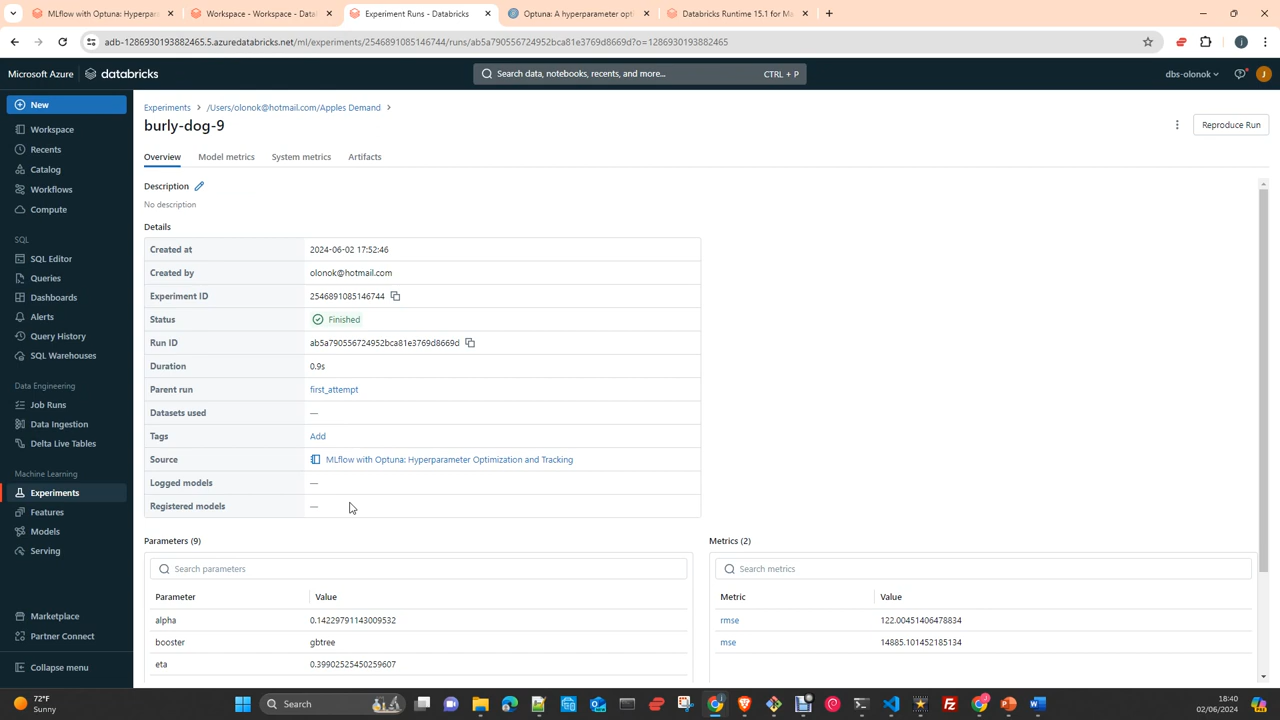 MLflow with Optuna: Hyperpara
Workspace - Workspace - Data
Experiment Runs - Databricks
Optuna: A hyperparameter opt
Databricks Runtime 15.1 for Ma
adb-1286930193882465.5.azuredatabricks.net/ml/experiments/2546891085146744/runs/ab5a790556724952bca81e3769d8669d?o=1286930193882465
Microsoft Azure databricks
Search data, notebooks, recents, and more... CTRL + P
dbs-olonok
J
New
Workspace
Recents
Catalog
Workflows
Compute
SQL
SQL Editor
Queries
Dashboards
Alerts
Query History
SQL Warehouses
Data Engineering
Job Runs
Data Ingestion
Delta Live Tables
Machine Learning
Experiments
Features
Models
Serving
Marketplace
Partner Connect
Collapse menu
Experiments > /Users/olonok@hotmail.com/Apples Demand >
burly-dog-9
Reproduce Run
Overview Model metrics System metrics Artifacts
Description
No description
Details
Created at 2024-06-02 17:52:46
Created by olonok@hotmail.com
Experiment ID 2546891085146744
Status Finished
Run ID ab5a790556724952bca81e3769d8669d
Duration 0.9s
Parent run first_attempt
Datasets used —
Tags Add
Source MLflow with Optuna: Hyperparameter Optimization and Tracking
Logged models —
Registered models —
Parameters (9)
Search parameters
Parameter Value
alpha 0.14229791143009532
booster gbtree
eta 0.39902525450259607
Metrics (2)
Search metrics
Metric Value
rmse 122.00451406478834
mse 14885.101452185134
72°F
Sunny
Search
18:40
02/06/2024